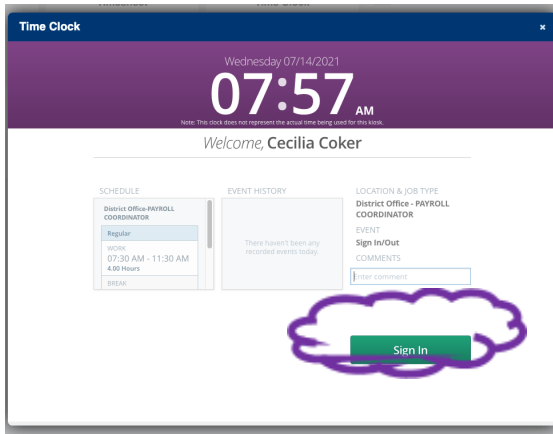 Time Clock
×
Wednesday 07/14/2021
07:57 AM
Note: This clock does not represent the actual time being used for this kiosk.
Welcome, Cecilia Coker
SCHEDULE
District Office-PAYROLL
COORDINATOR
Regular
WORK
07:30 AM - 11:30 AM
4.00 Hours
BREAK
EVENT HISTORY
There haven't been any
recorded events today.
LOCATION & JOB TYPE
District Office - PAYROLL
COORDINATOR
EVENT
Sign In/Out
COMMENTS
Enter comment
Sign In